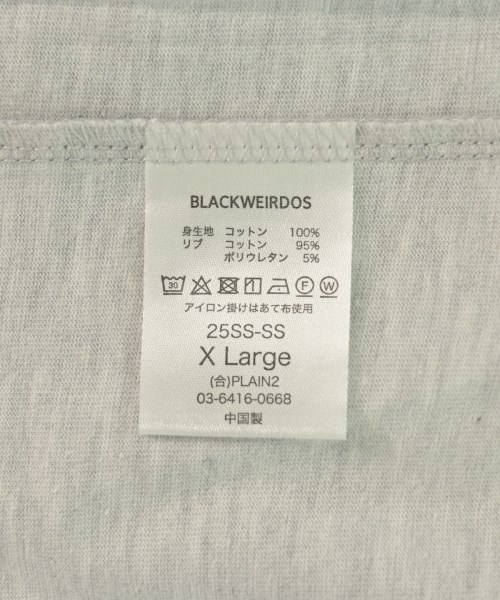 BLACKWEIRDOS
身生地 コットン 100%
リブ コットン 95%
ポリウレタン 5%
30 F W
アイロン掛けはあて布使用
25SS-SS
X Large
(合)PLAIN2
03-6416-0668
中国製